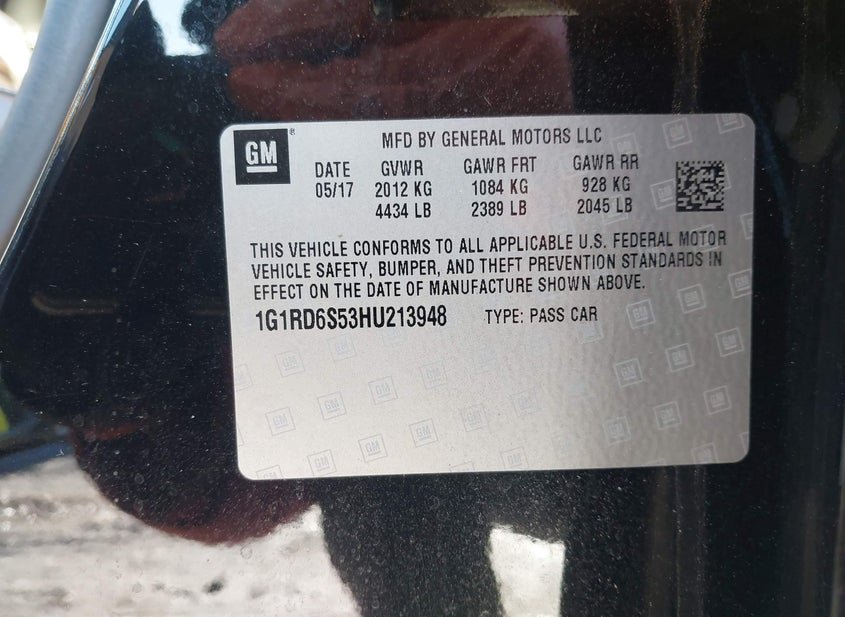 GM
MFD BY GENERAL MOTORS LLC
DATE GVWR GAWR FRT GAWR RR
05/17 2012 KG 1084 KG 928 KG
4434 LB 2389 LB 2045 LB
THIS VEHICLE CONFORMS TO ALL APPLICABLE U.S. FEDERAL MOTOR
VEHICLE SAFETY, BUMPER, AND THEFT PREVENTION STANDARDS IN
EFFECT ON THE DATE OF MANUFACTURE SHOWN ABOVE.
1G1RD6S53HU213948 TYPE: PASS CAR